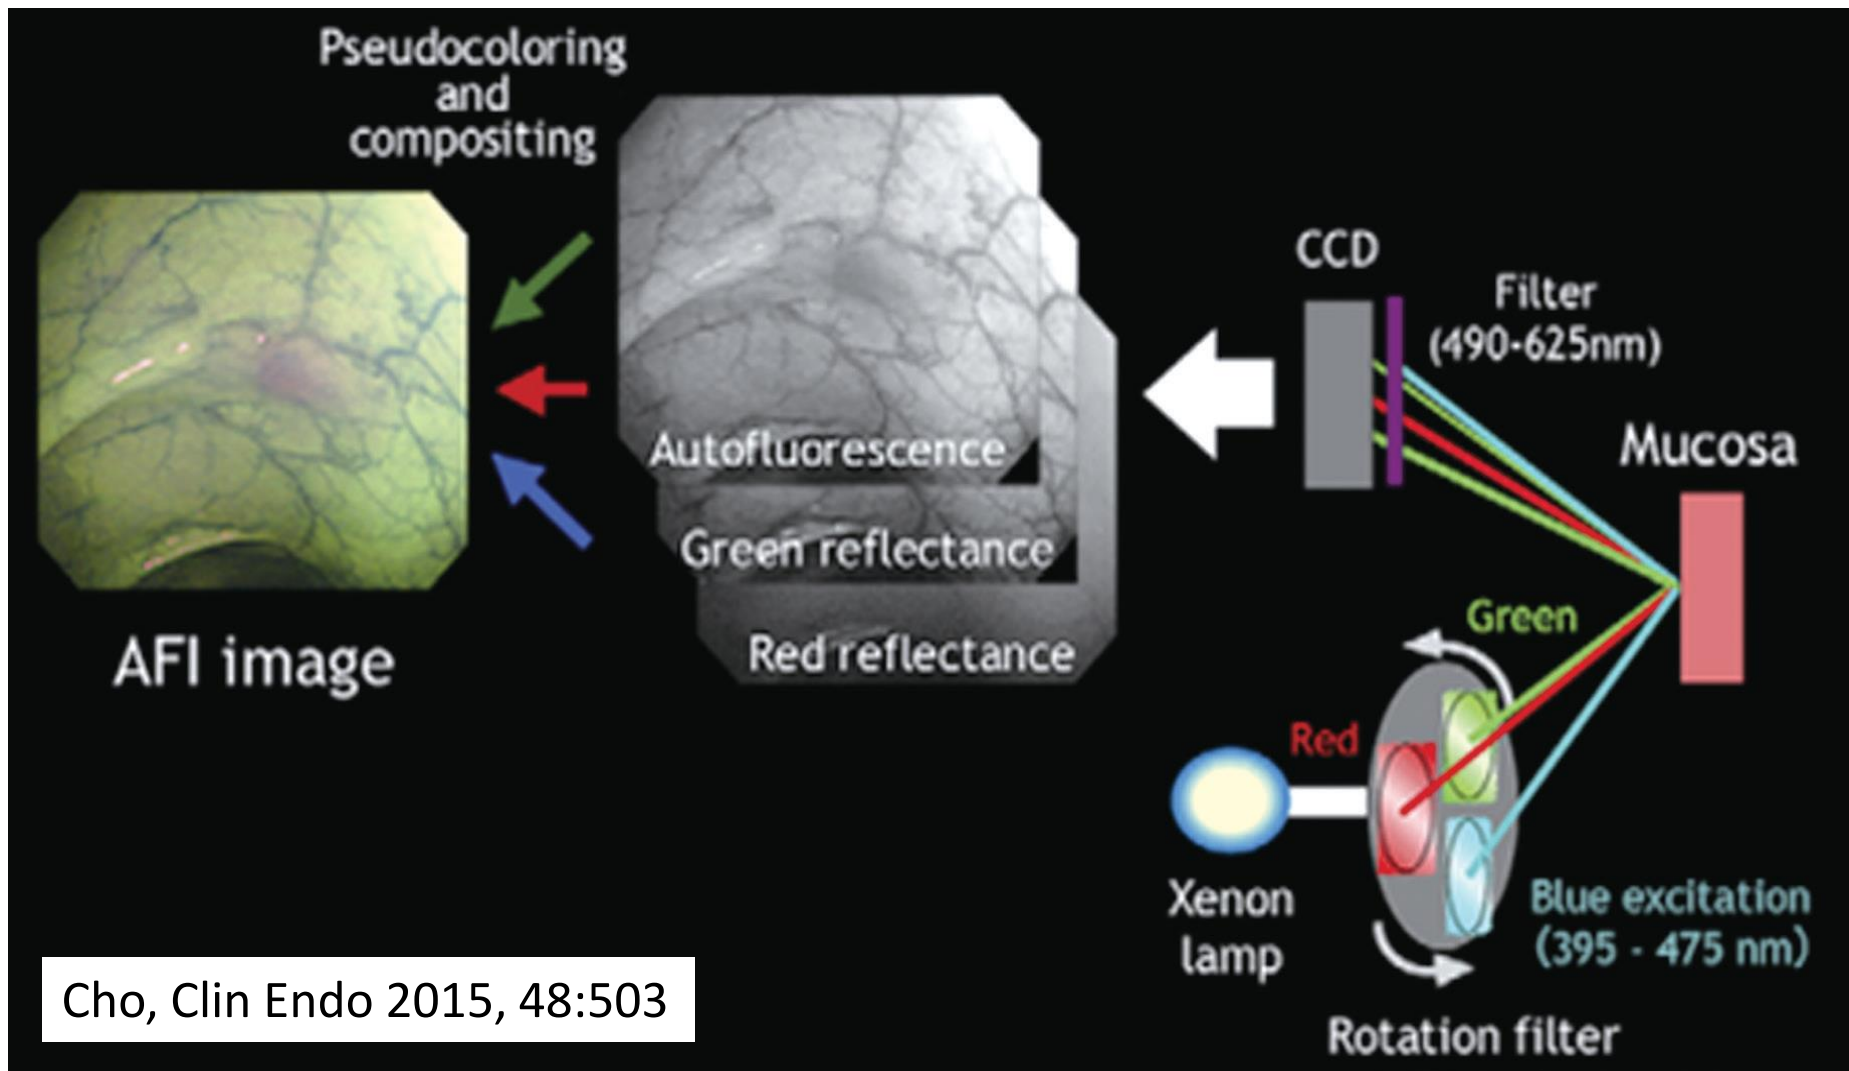 Pseudocoloring
and
compositing
AFI image
Autofluorescence
Green reflectance
Red reflectance
CCD
Filter
(490-625nm)
Mucosa
Green
Red
Xenon
lamp
Blue excitation
(395 - 475 nm)
Rotation filter
Cho, Clin Endo 2015, 48:503